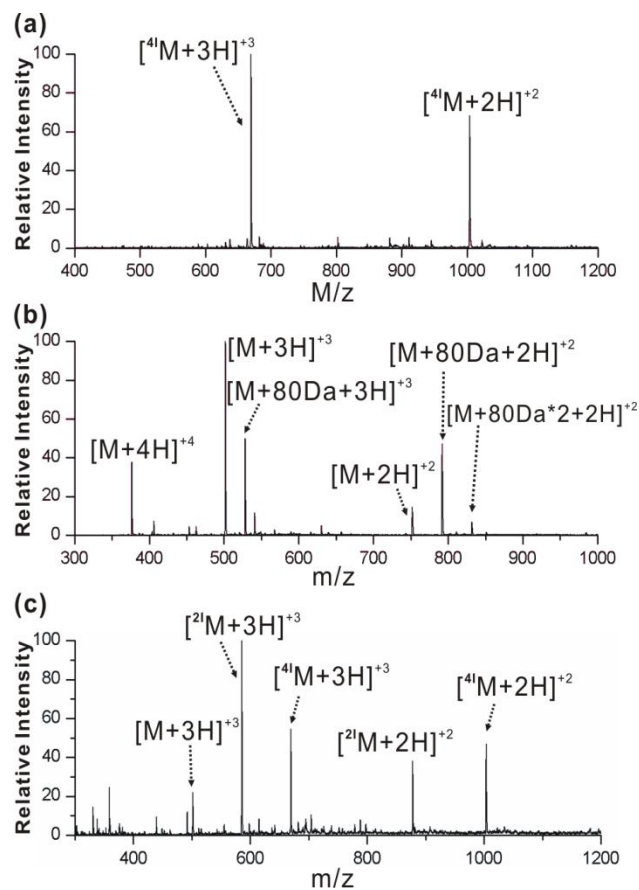 (a)
[⁴ᴵM+3H]⁺³
[⁴ᴵM+2H]⁺²
Relative Intensity
100
80
60
40
20
0
400 500 600 700 800 900 1000 1100 1200
M/z
(b)
[M+3H]⁺³
[M+80Da+2H]⁺²
[M+80Da+3H]⁺³
[M+80Da*2+2H]⁺²
[M+4H]⁺⁴
[M+2H]⁺²
Relative Intensity
100
80
60
40
20
0
300 400 500 600 700 800 900 1000
m/z
(c)
[²ᴵM+3H]⁺³
[⁴ᴵM+3H]⁺³
[⁴ᴵM+2H]⁺²
[M+3H]⁺³
[²ᴵM+2H]⁺²
Relative Intensity
100
80
60
40
20
0
400 600 800 1000 1200
m/z